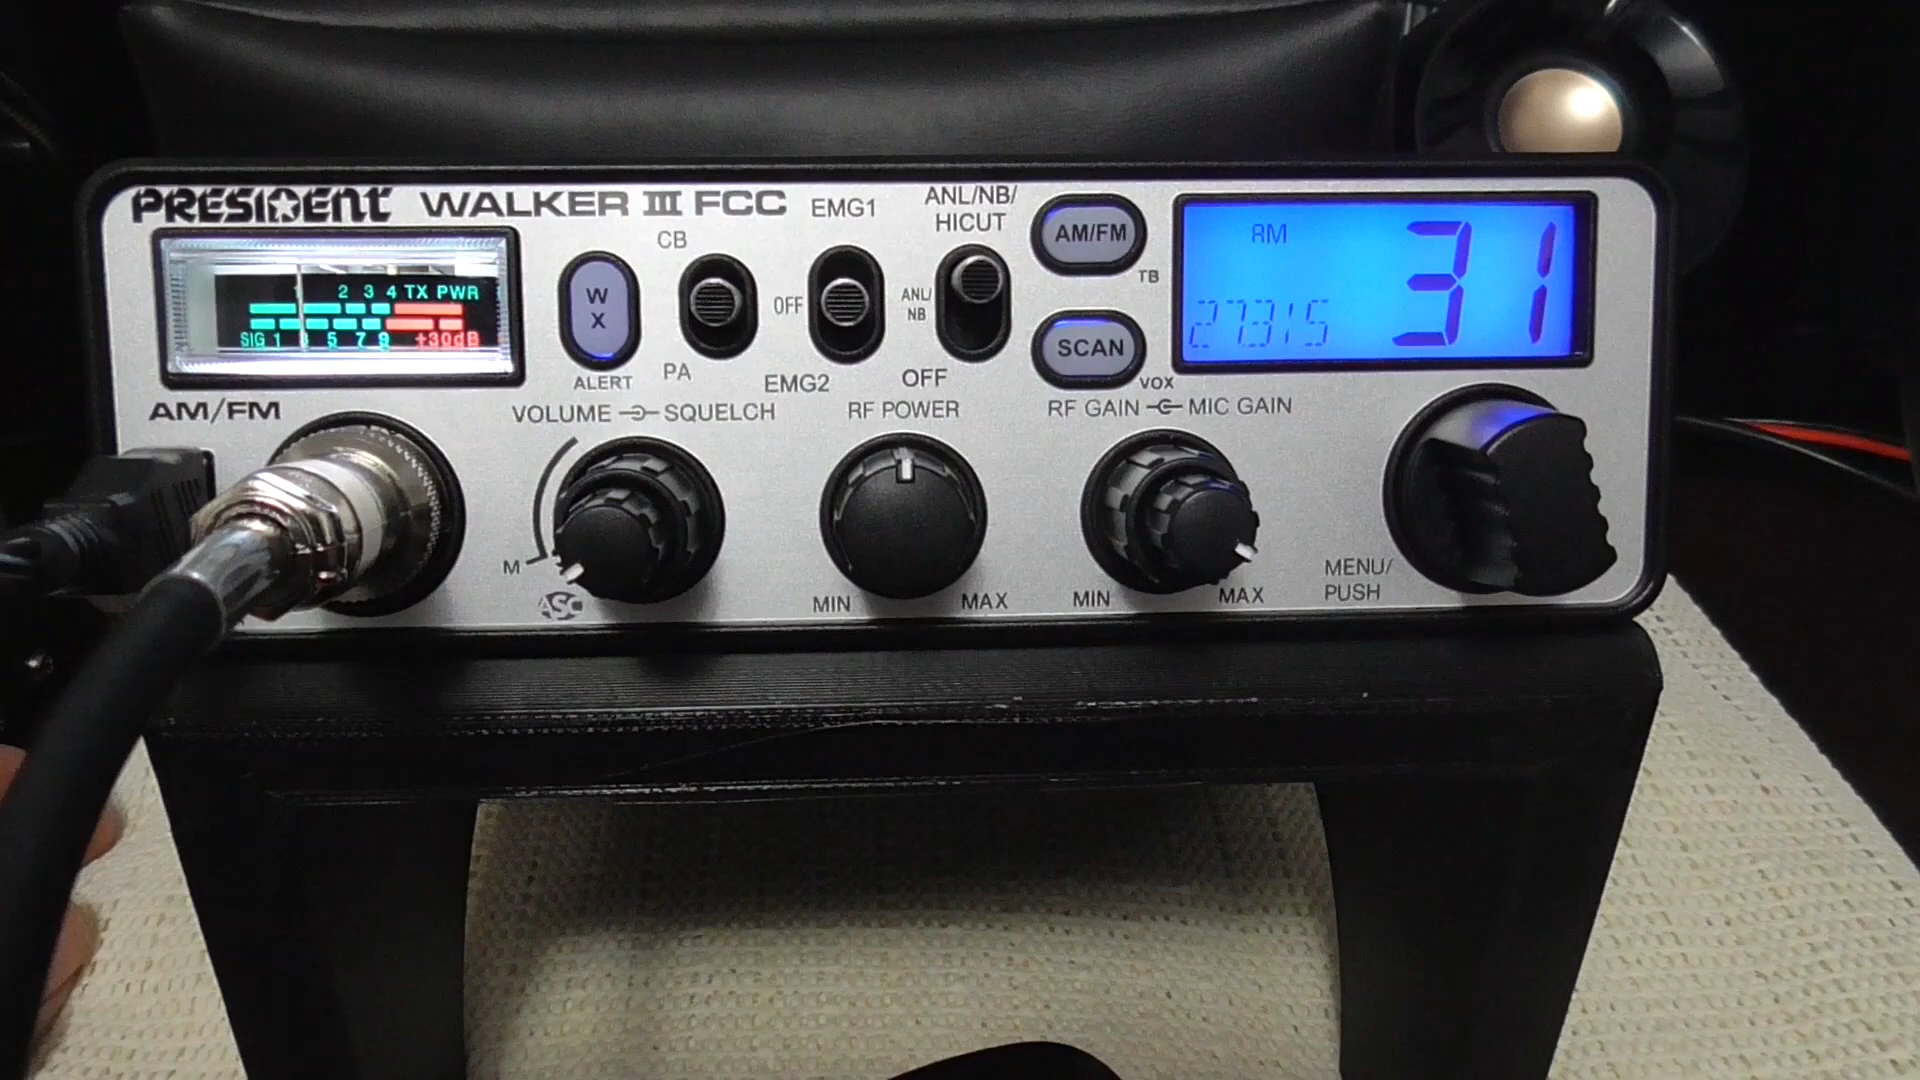 PRESIDENT WALKER III FCC
EMG1
ANL/NB/
HICUT
CB
AM/FM
TB
RM
31
27.315
1 2 3 4 TX PWR
SIG 1 3 5 7 9 +30dB
W
X
OFF
ANL/
NB
SCAN
VOX
ALERT
PA
EMG2
OFF
AM/FM
VOLUME SQUELCH
RF POWER
RF GAIN MIC GAIN
M
ASC
MIN
MAX
MIN
MAX
MENU/
PUSH